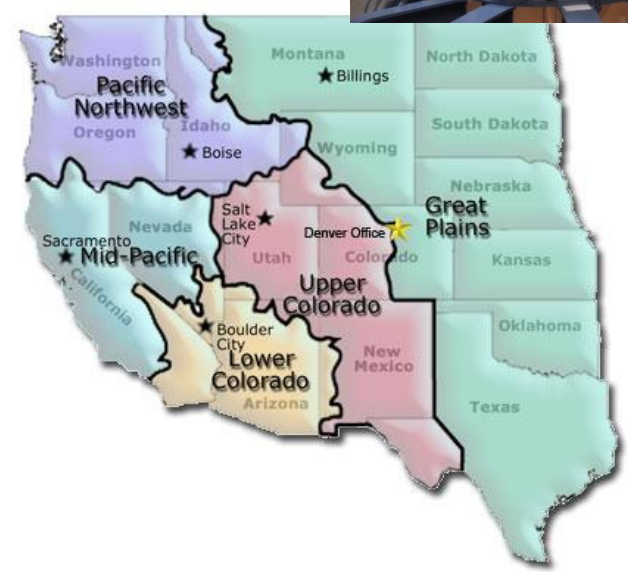 Washington
Pacific
Northwest
Oregon
Idaho
Boise
Montana
Billings
North Dakota
South Dakota
Wyoming
Nebraska
Great
Plains
Denver Office
Colorado
Kansas
Salt
Lake
City
Utah
Upper
Colorado
Nevada
Sacramento
Mid-Pacific
California
Boulder
City
Lower
Colorado
Arizona
New
Mexico
Oklahoma
Texas